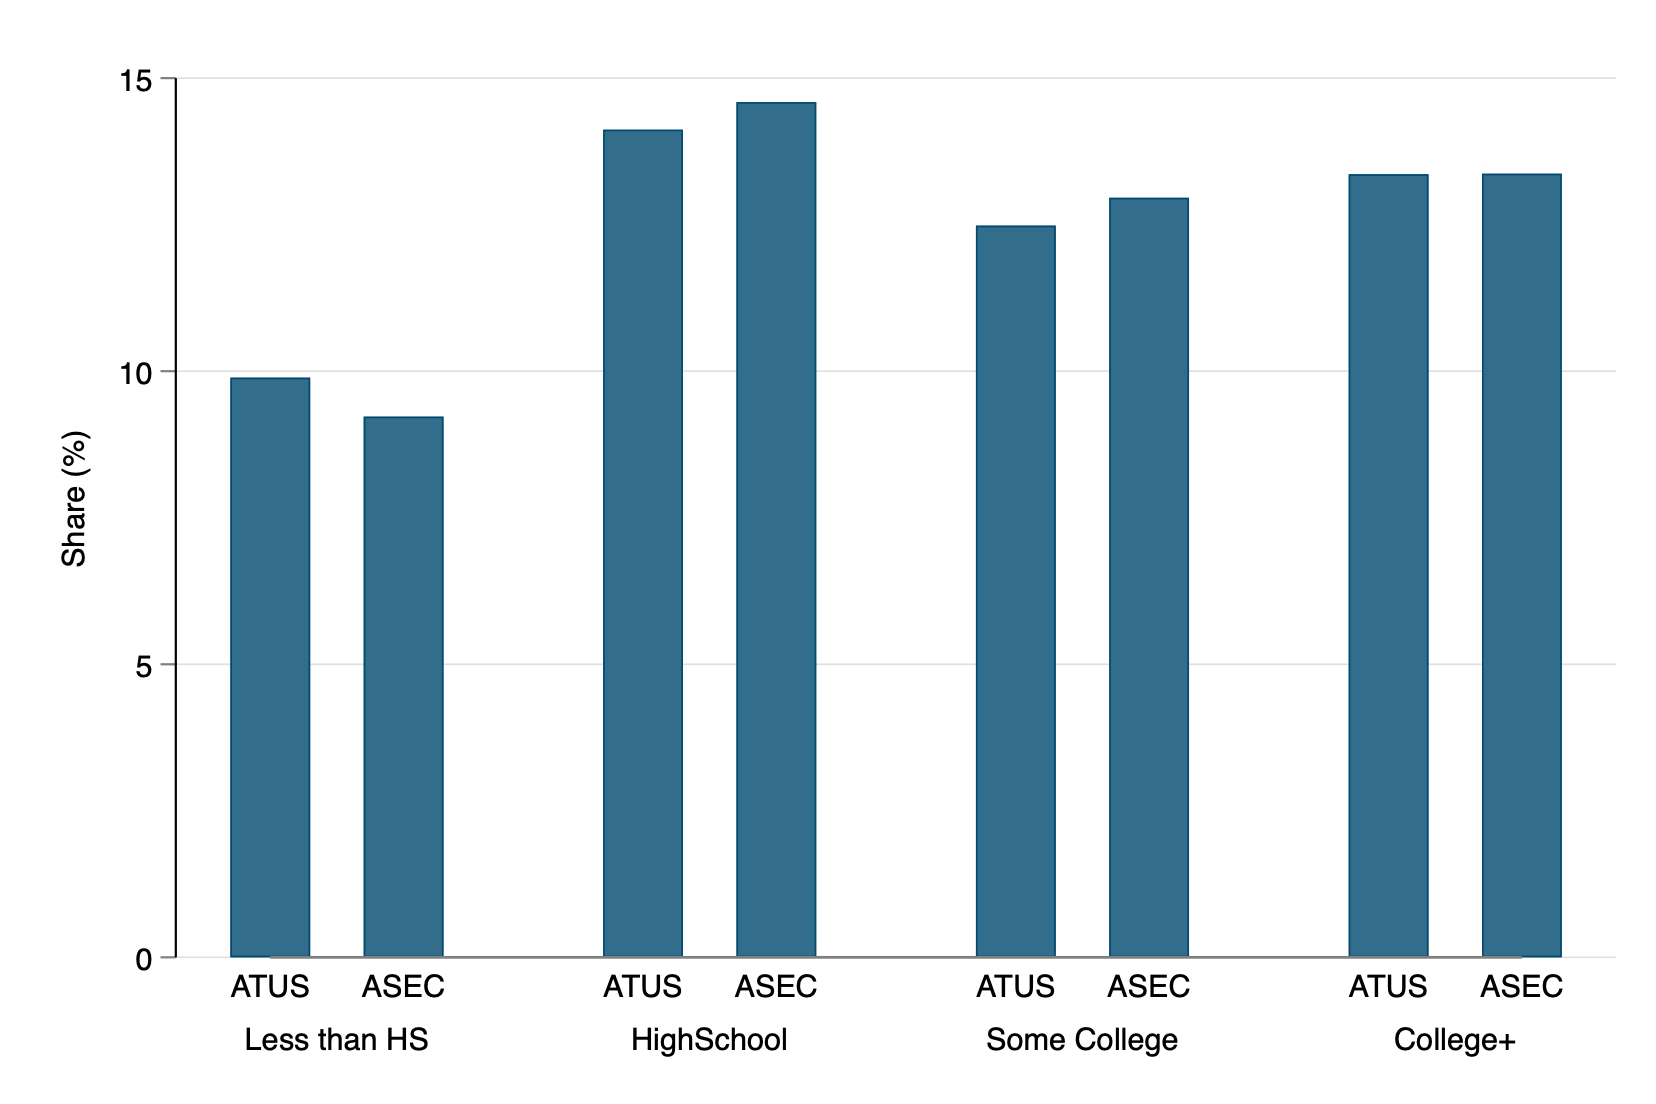 Share (%)
15
10
5
0
ATUS ASEC ATUS ASEC ATUS ASEC ATUS ASEC
Less than HS HighSchool Some College College+